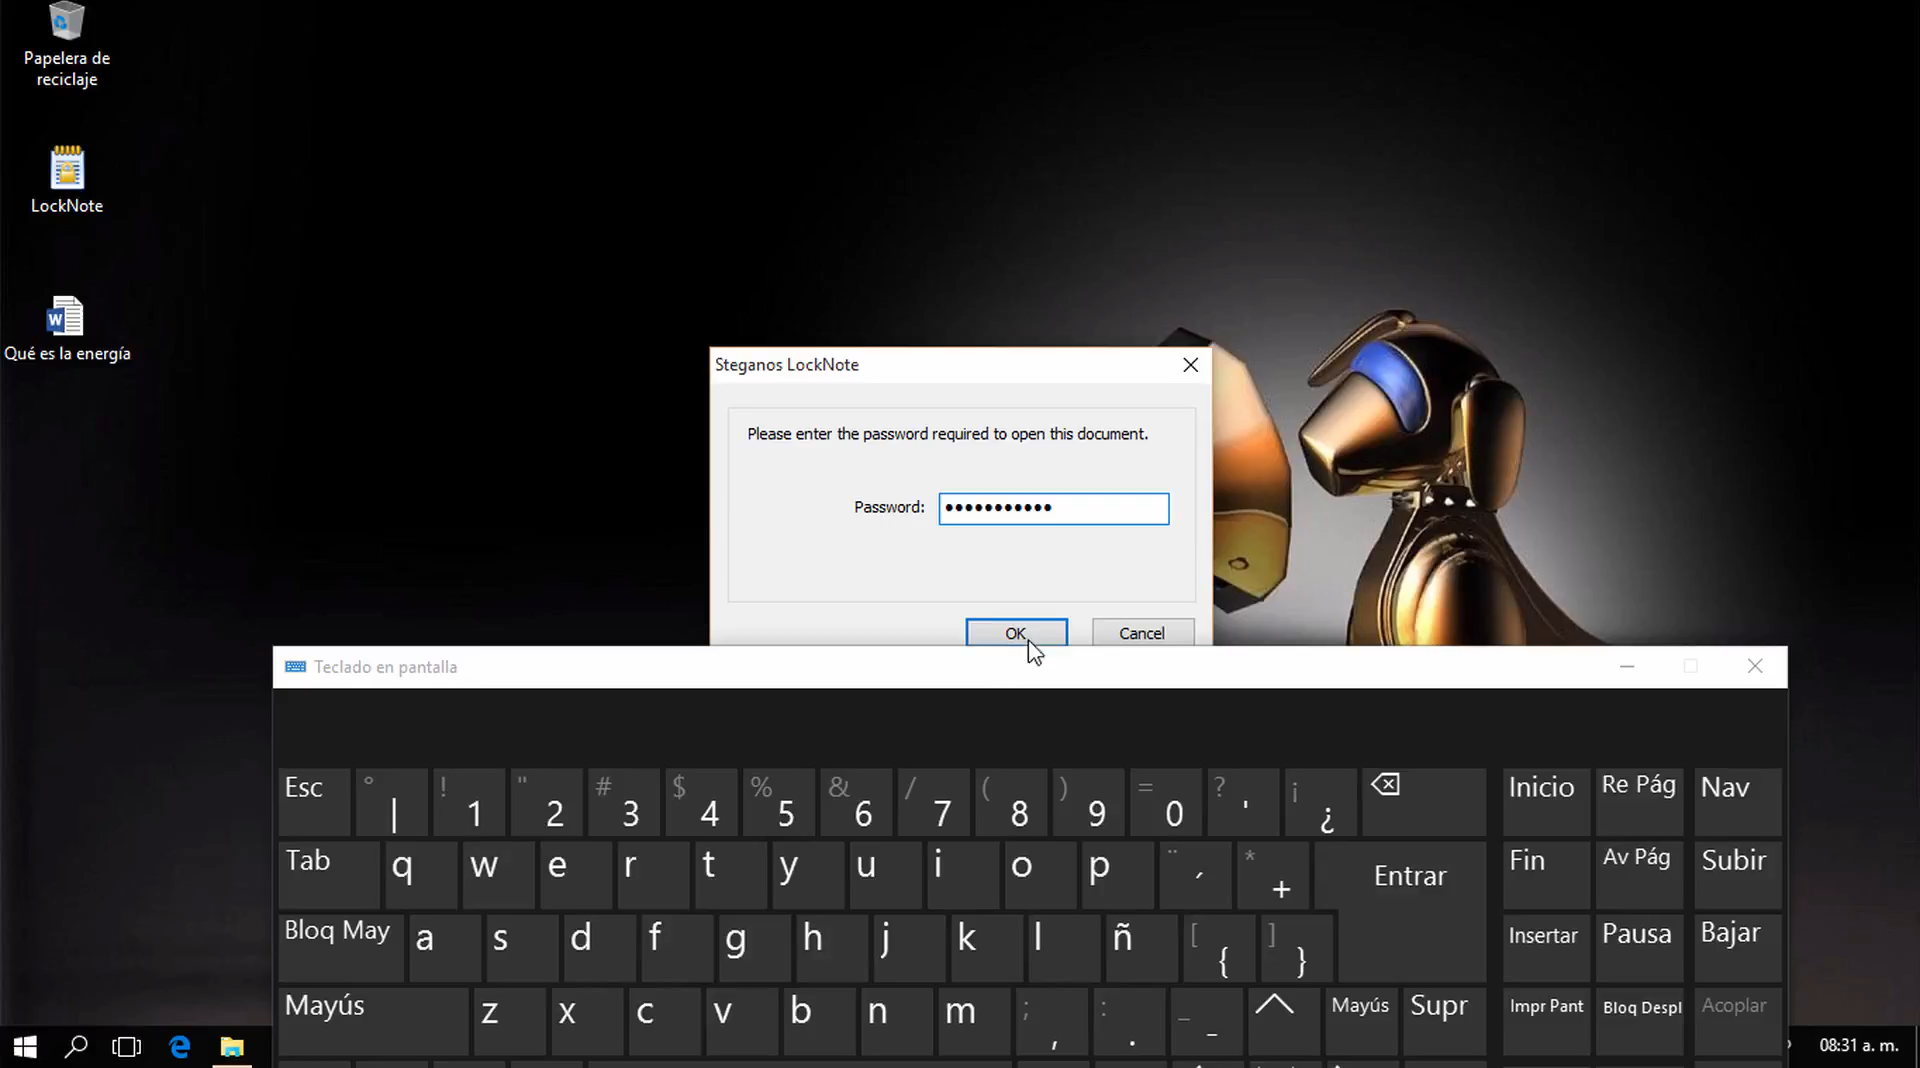 Papelera de
reciclaje
LockNote
Qué es la energía
Steganos LockNote
Please enter the password required to open this document.
Password: •••••••••••
OK Cancel
Teclado en pantalla
Esc ° | ! 1 " 2 # 3 $ 4 % 5 & 6 / 7 ( 8 ) 9 = 0 ? ' ¡ ¿ Inicio Re Pág Nav
Tab q w e r t y u i o p ¨ ´ * + Entrar Fin Av Pág Subir
Bloq May a s d f g h j k l ñ [ { ] } Insertar Pausa Bajar
Mayús z x c v b n m ; , : . _ - Mayús Supr Impr Pant Bloq Despl Acoplar
08:31 a. m.